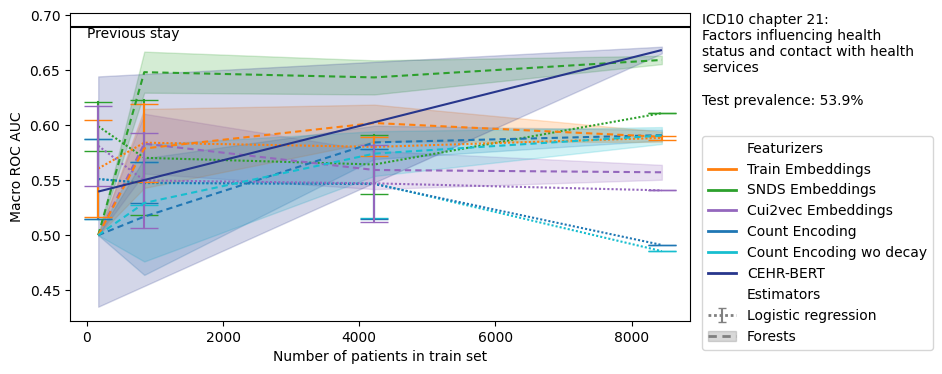 0.70
0.65
0.60
0.55
0.50
0.45
Macro ROC AUC
Previous stay
0
2000
4000
6000
8000
Number of patients in train set
ICD10 chapter 21:
Factors influencing health
status and contact with health
services
Test prevalence: 53.9%
Featurizers
Train Embeddings
SNDS Embeddings
Cui2vec Embeddings
Count Encoding
Count Encoding wo decay
CEHR-BERT
Estimators
Logistic regression
Forests